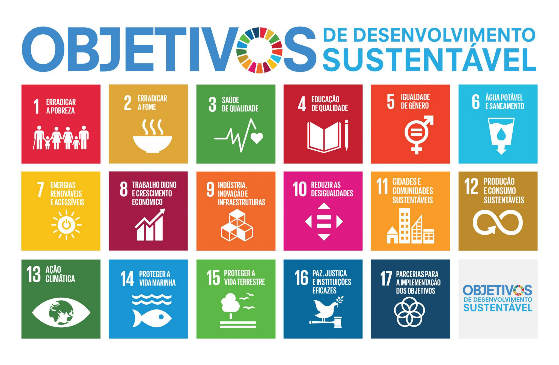 OBJETIVOS
DE DESENVOLVIMENTO
SUSTENTÁVEL
1 ERRADICAR
A POBREZA
2 ERRADICAR
A FOME
3 SAÚDE
DE QUALIDADE
4 EDUCAÇÃO
DE QUALIDADE
5 IGUALDADE
DE GÉNERO
6 ÁGUA POTÁVEL
E SANEAMENTO
7 ENERGIAS
RENOVÁVEIS
E ACESSÍVEIS
8 TRABALHO DIGNO
E CRESCIMENTO
ECONÓMICO
9 INDÚSTRIA,
INOVAÇÃO E
INFRAESTRUTURAS
10 REDUZIR AS
DESIGUALDADES
11 CIDADES E
COMUNIDADES
SUSTENTÁVEIS
12 PRODUÇÃO
E CONSUMO
SUSTENTÁVEIS
13 AÇÃO
CLIMÁTICA
14 PROTEGER A
VIDA MARINHA
15 PROTEGER A
VIDA TERRESTRE
16 PAZ, JUSTIÇA
E INSTITUIÇÕES
EFICAZES
17 PARCERIAS PARA
A IMPLEMENTAÇÃO
DOS OBJETIVOS
OBJETIVOS
DE DESENVOLVIMENTO
SUSTENTÁVEL